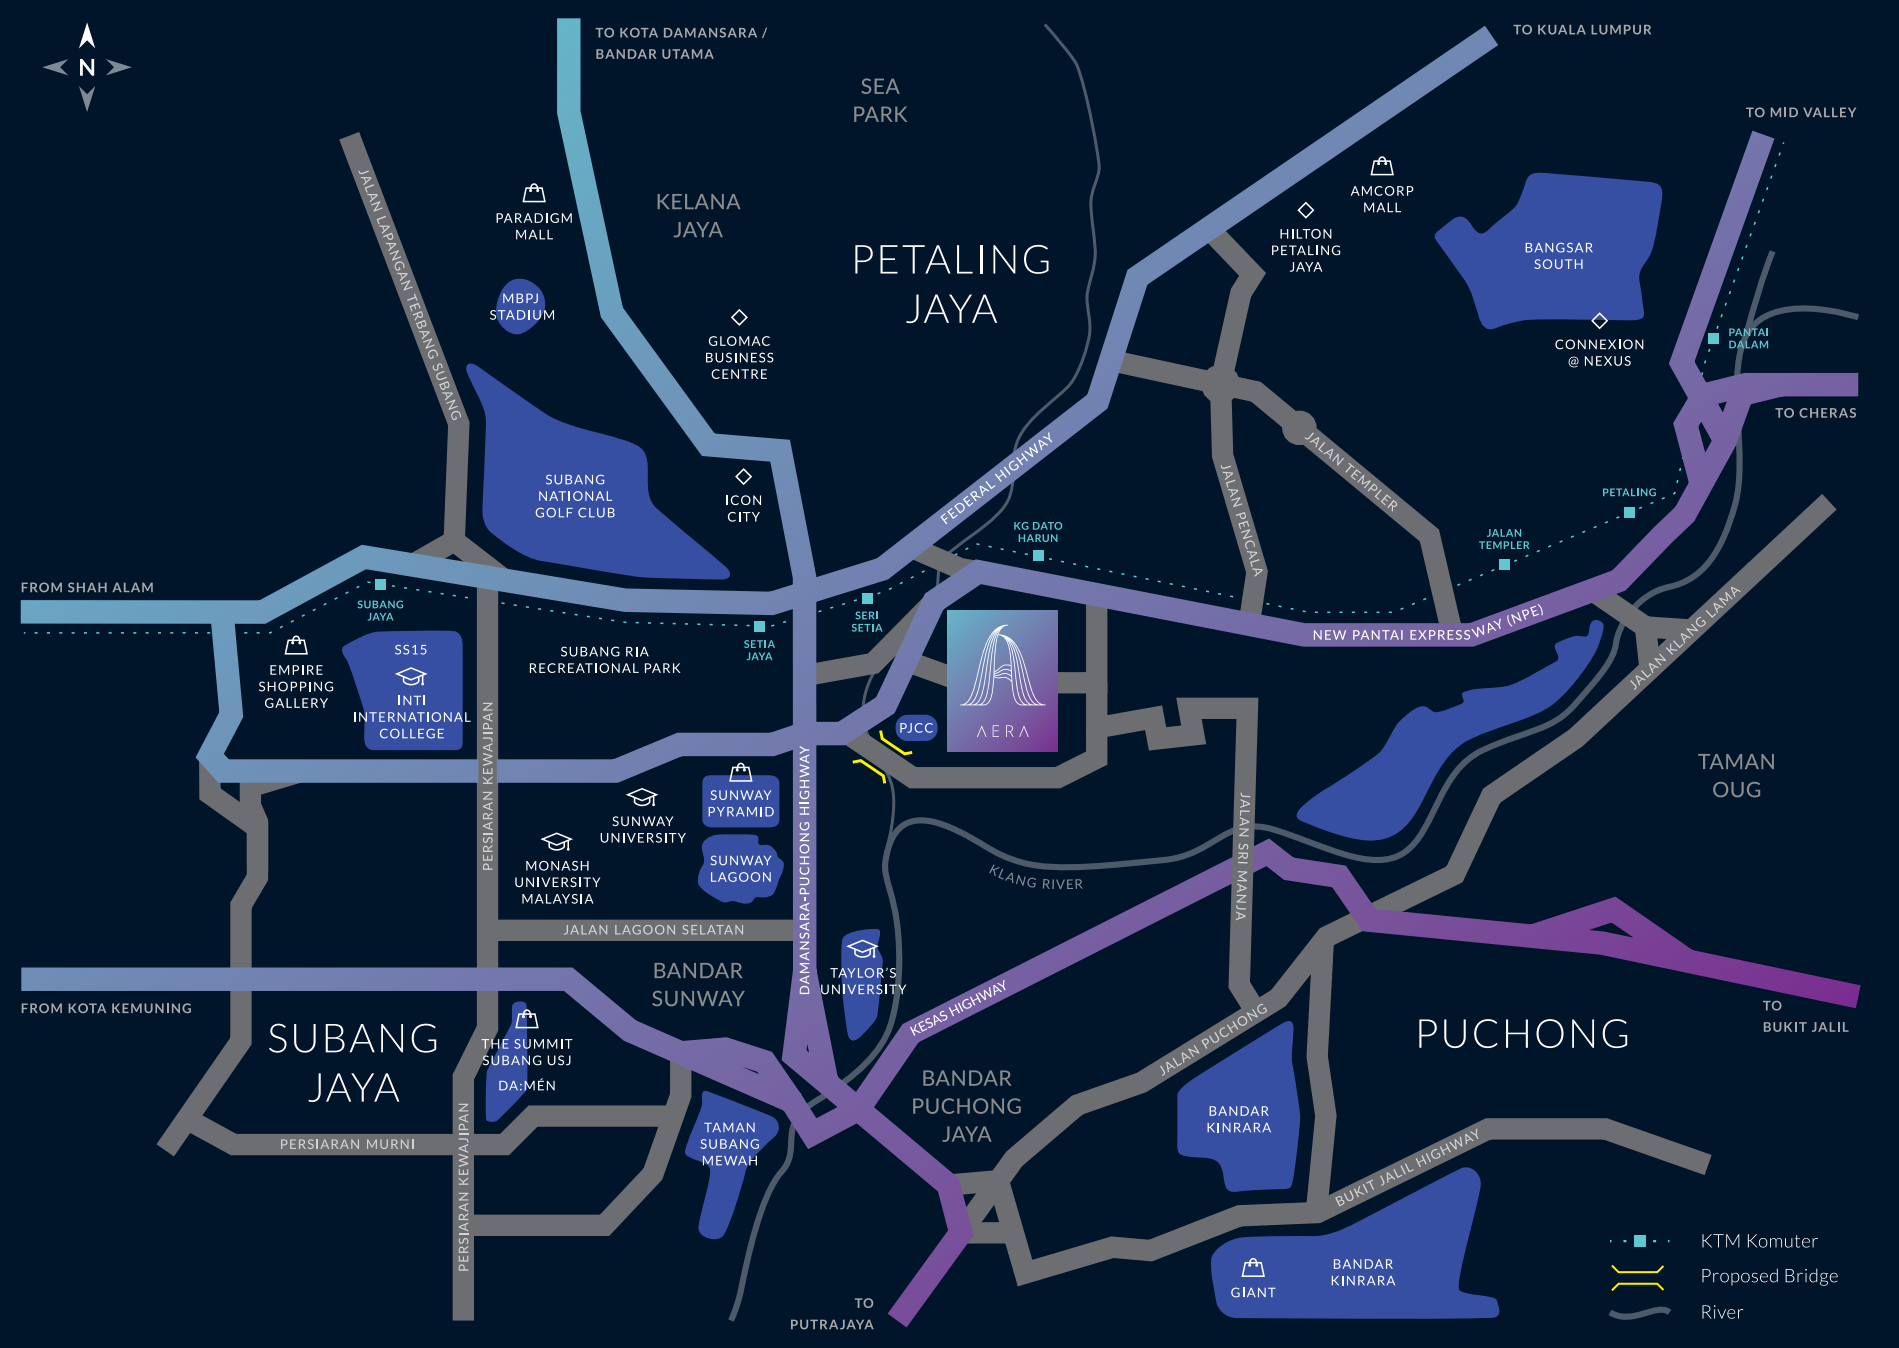 N
TO KOTA DAMANSARA /
BANDAR UTAMA
TO KUALA LUMPUR
TO MID VALLEY
SEA
PARK
AMCORP
MALL
PARADIGM
MALL
KELANA
JAYA
HILTON
PETALING
JAYA
BANGSAR
SOUTH
JALAN LAPANGAN TERBANG SUBANG
PETALING
JAYA
MBPJ
STADIUM
GLOMAC
BUSINESS
CENTRE
CONNEXION
@ NEXUS
PANTAI
DALAM
TO CHERAS
SUBANG
NATIONAL
GOLF CLUB
ICON
CITY
FEDERAL HIGHWAY
JALAN PENCALA
JALAN TEMPLER
PETALING
KG DATO
HARUN
JALAN
TEMPLER
FROM SHAH ALAM
SUBANG
JAYA
SERI
SETIA
SETIA
JAYA
NEW PANTAI EXPRESSWAY (NPE)
JALAN KLANG LAMA
EMPIRE
SHOPPING
GALLERY
SS15
INTI
INTERNATIONAL
COLLEGE
SUBANG RIA
RECREATIONAL PARK
PERSIARAN KEWAJIPAN
PJCC
AERA
TAMAN
OUG
DAMANSARA-PUCHONG HIGHWAY
SUNWAY
PYRAMID
SUNWAY
UNIVERSITY
MONASH
UNIVERSITY
MALAYSIA
SUNWAY
LAGOON
KLANG RIVER
JALAN SRI MANJA
JALAN LAGOON SELATAN
BANDAR
SUNWAY
TAYLOR'S
UNIVERSITY
KESAS HIGHWAY
FROM KOTA KEMUNING
TO
BUKIT JALIL
SUBANG
JAYA
THE SUMMIT
SUBANG USJ
DA:MÉN
JALAN PUCHONG
PUCHONG
BANDAR
PUCHONG
JAYA
BANDAR
KINRARA
TAMAN
SUBANG
MEWAH
PERSIARAN MURNI
PERSIARAN KEWAJIPAN
BUKIT JALIL HIGHWAY
GIANT
BANDAR
KINRARA
TO
PUTRAJAYA
KTM Komuter
Proposed Bridge
River